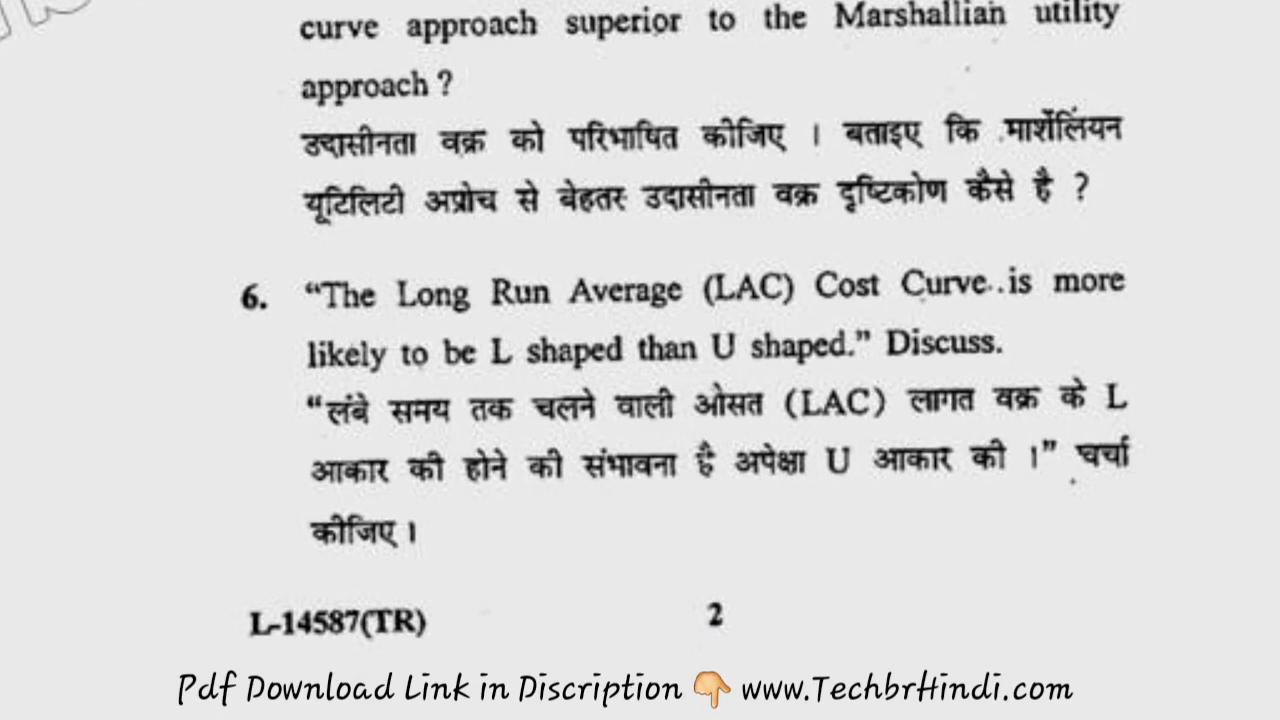 curve approach superior to the Marshallian utility
approach ?
उदासीनता वक्र को परिभाषित कीजिए । बताइए कि मार्शेलियन
यूटिलिटी अप्रोच से बेहतर उदासीनता वक्र दृष्टिकोण कैसे है ?
6. “The Long Run Average (LAC) Cost Curve is more
likely to be L shaped than U shaped.” Discuss.
“लंबे समय तक चलने वाली ओसत (LAC) लागत वक्र के L
आकार की होने की संभावना है अपेक्षा U आकार की ।” चर्चा
कीजिए ।
L-14587(TR) 2
Pdf Download Link in Discription 👇 www.TechbrHindi.com